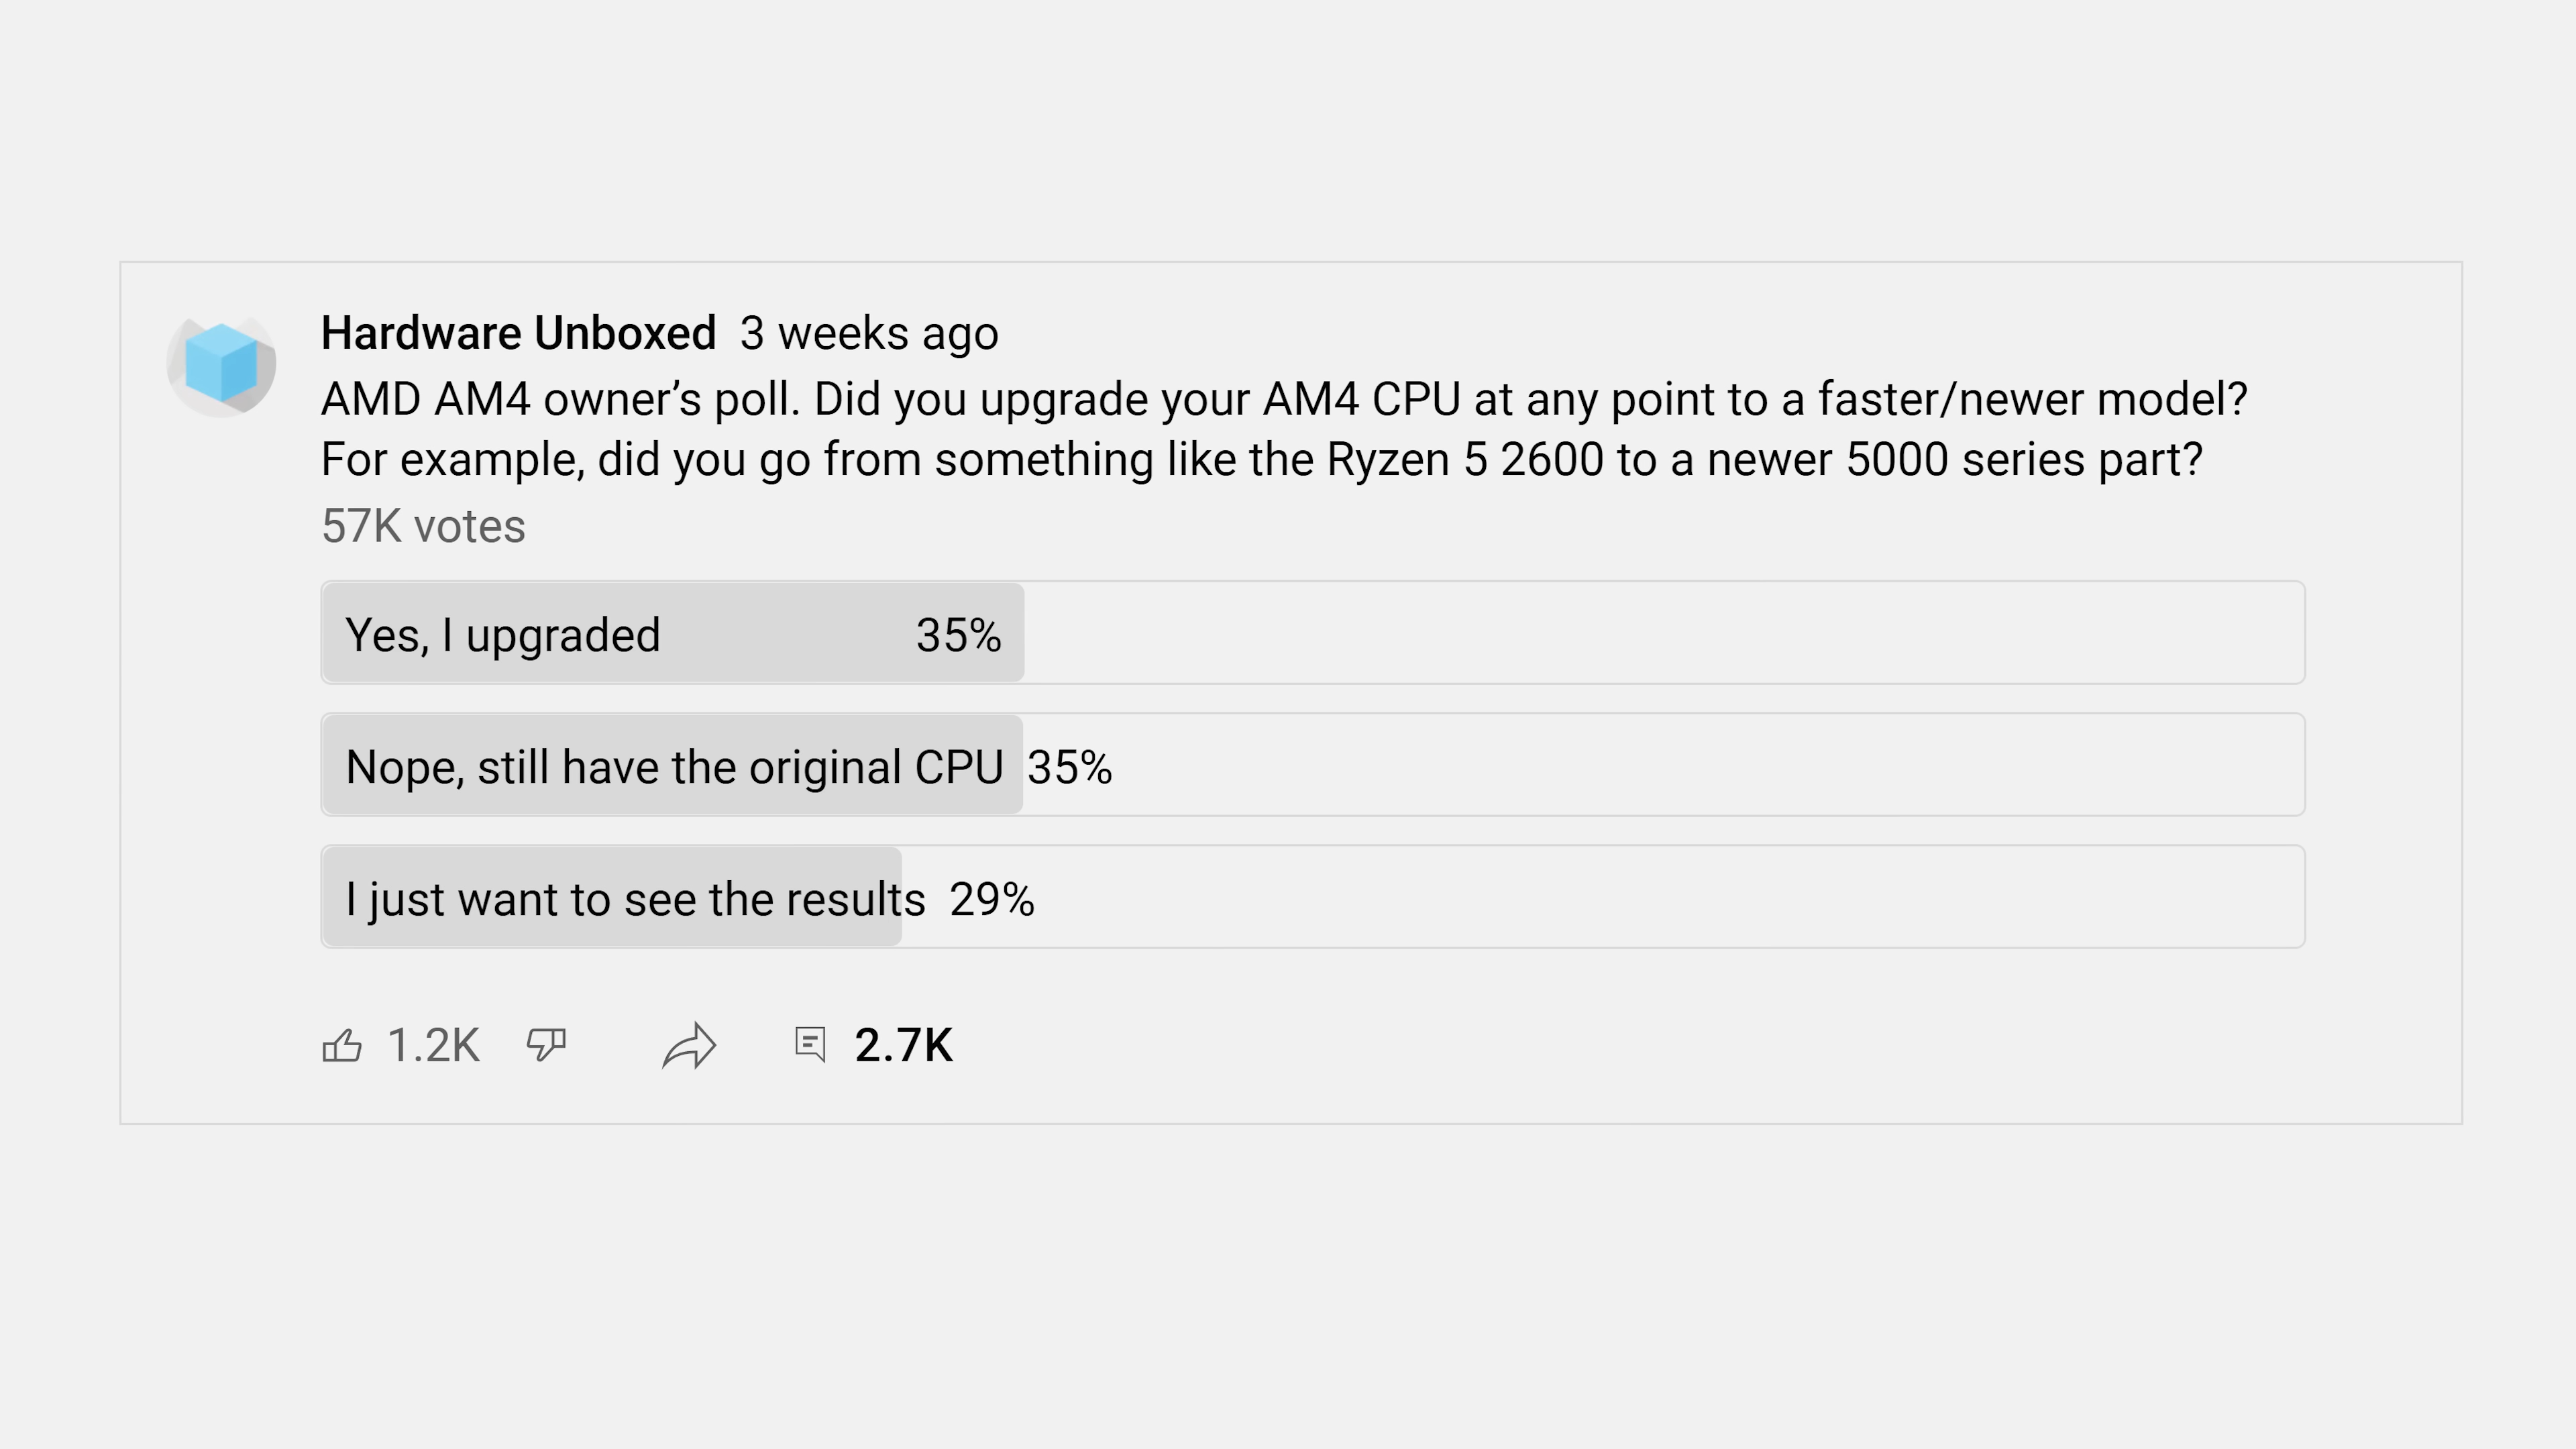 Hardware Unboxed 3 weeks ago
AMD AM4 owner’s poll. Did you upgrade your AM4 CPU at any point to a faster/newer model?
For example, did you go from something like the Ryzen 5 2600 to a newer 5000 series part?
57K votes
Yes, I upgraded 35%
Nope, still have the original CPU 35%
I just want to see the results 29%
1.2K 2.7K